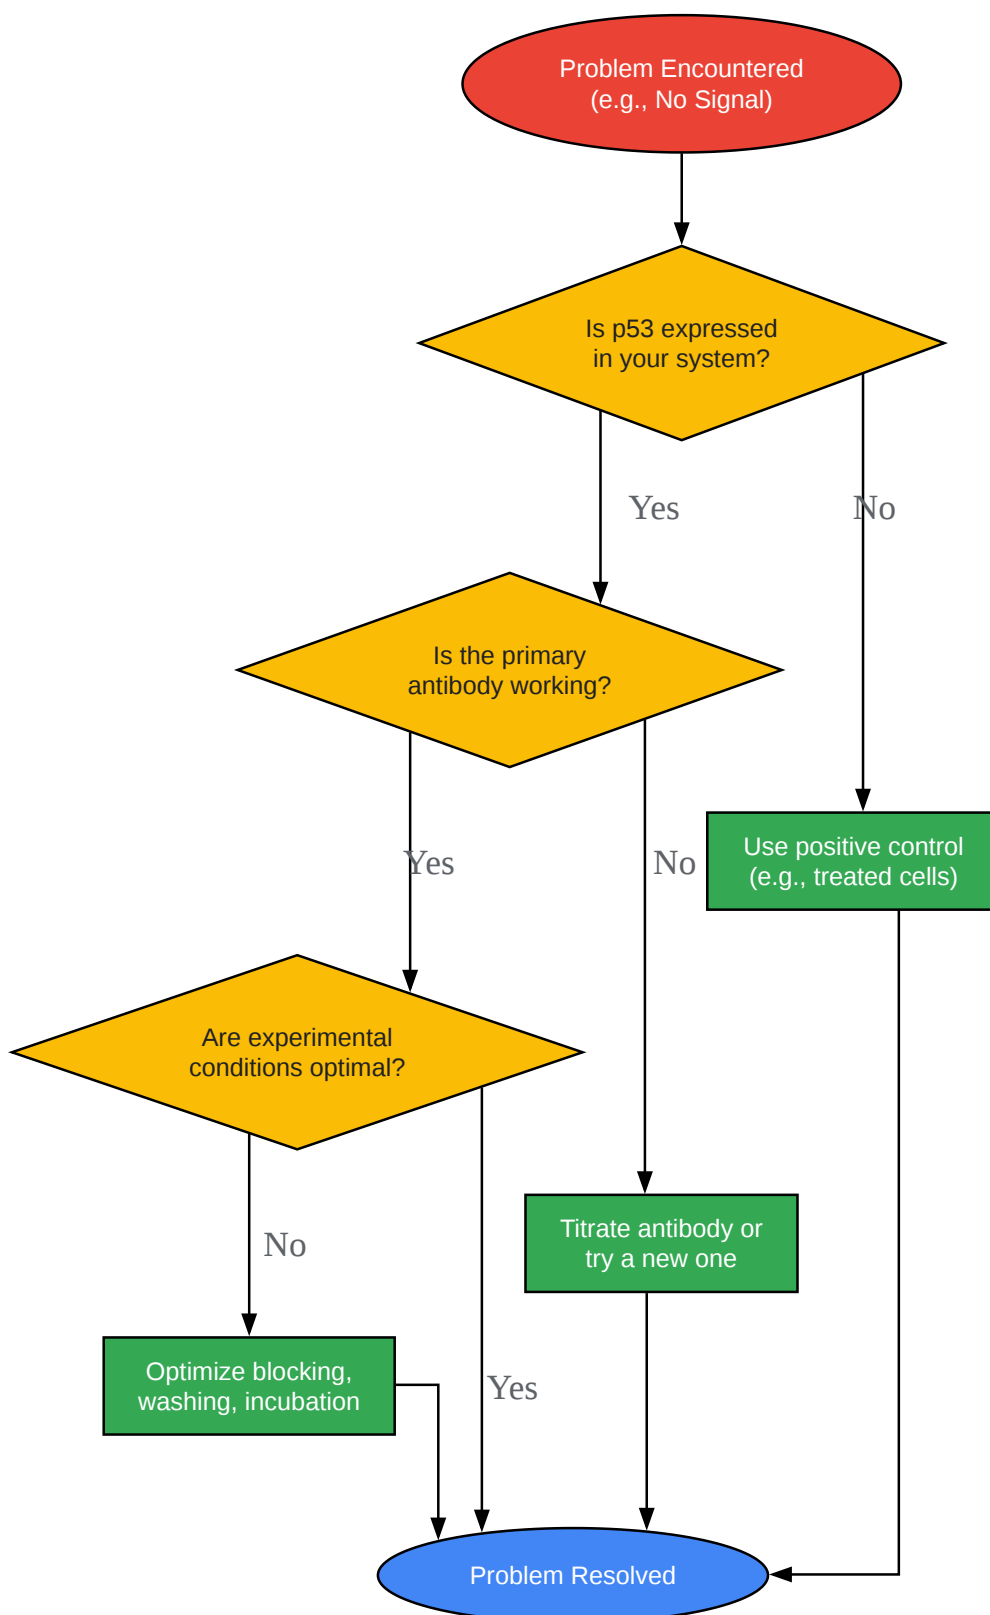 Problem Encountered
(e.g., No Signal)
Is p53 expressed
in your system?
Yes
No
Is the primary
antibody working?
Use positive control
(e.g., treated cells)
Yes
No
Are experimental
conditions optimal?
Titrate antibody or
try a new one
No
Optimize blocking,
washing, incubation
Yes
Problem Resolved